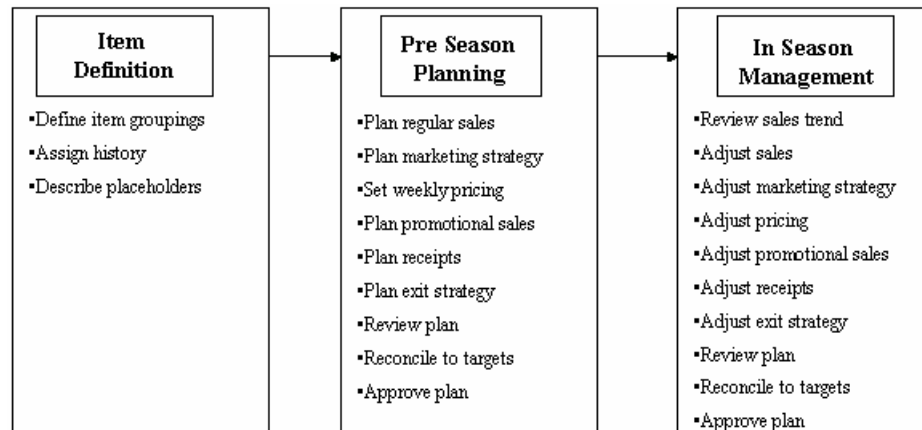 Item
Definition
▪Define item groupings
▪Assign history
▪Describe placeholders
Pre Season
Planning
▪Plan regular sales
▪Plan marketing strategy
▪Set weekly pricing
▪Plan promotional sales
▪Plan receipts
▪Plan exit strategy
▪Review plan
▪Reconcile to targets
▪Approve plan
In Season
Management
▪Review sales trend
▪Adjust sales
▪Adjust marketing strategy
▪Adjust pricing
▪Adjust promotional sales
▪Adjust receipts
▪Adjust exit strategy
▪Review plan
▪Reconcile to targets
▪Approve plan